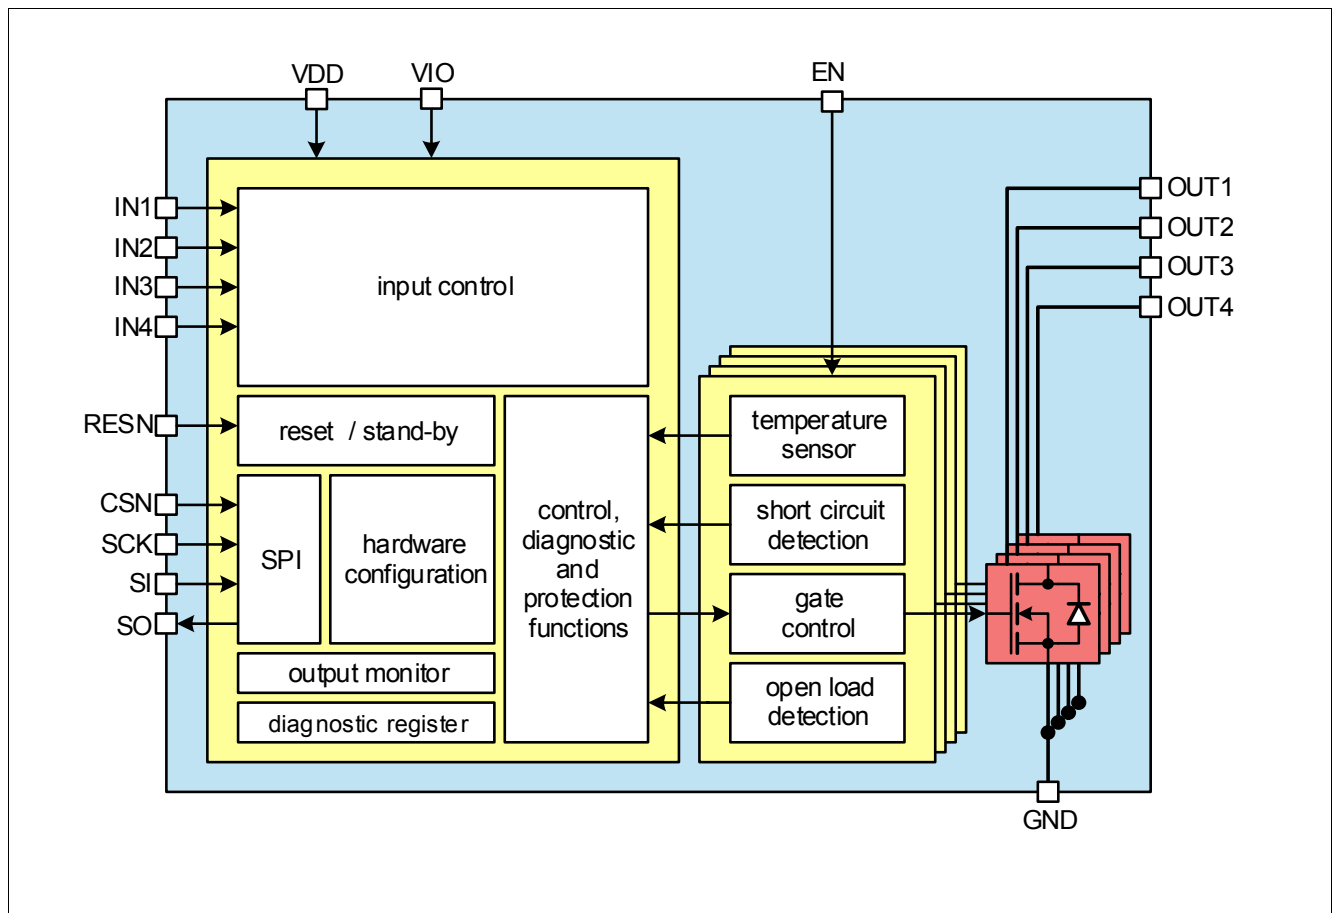 VDD
VIO
EN
IN1
IN2
IN3
IN4
input control
OUT1
OUT2
OUT3
OUT4
RESN
reset / stand-by
CSN
SCK
SI
SO
SPI
hardware
configuration
control,
diagnostic
and
protection
functions
output monitor
diagnostic register
temperature
sensor
short circuit
detection
gate
control
open load
detection
GND